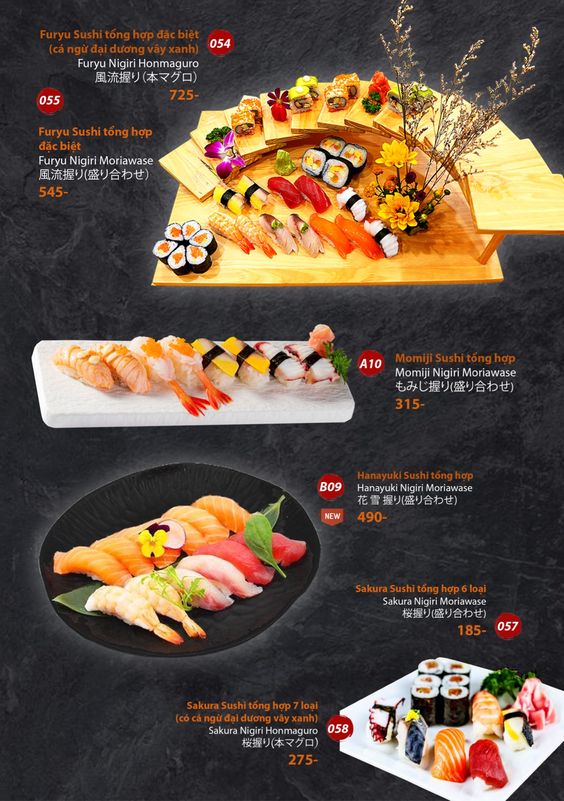 Furyu Sushi tổng hợp đặc biệt
(cá ngừ đại dương vây xanh)
054
Furyu Nigiri Honmaguro
風流握り(本マグロ)
725-
055
Furyu Sushi tổng hợp
đặc biệt
Furyu Nigiri Moriawase
風流握り(盛り合わせ)
545-
A10
Momiji Sushi tổng hợp
Momiji Nigiri Moriawase
もみじ握り(盛り合わせ)
315-
B09
Hanayuki Sushi tổng hợp
Hanayuki Nigiri Moriawase
花雪握り(盛り合わせ)
NEW
490-
Sakura Sushi tổng hợp 6 loại
Sakura Nigiri Moriawase
桜握り(盛り合わせ)
185-
057
Sakura Sushi tổng hợp 7 loại
(có cá ngừ đại dương vây xanh)
Sakura Nigiri Honmaguro
桜握り(本マグロ)
275-
058